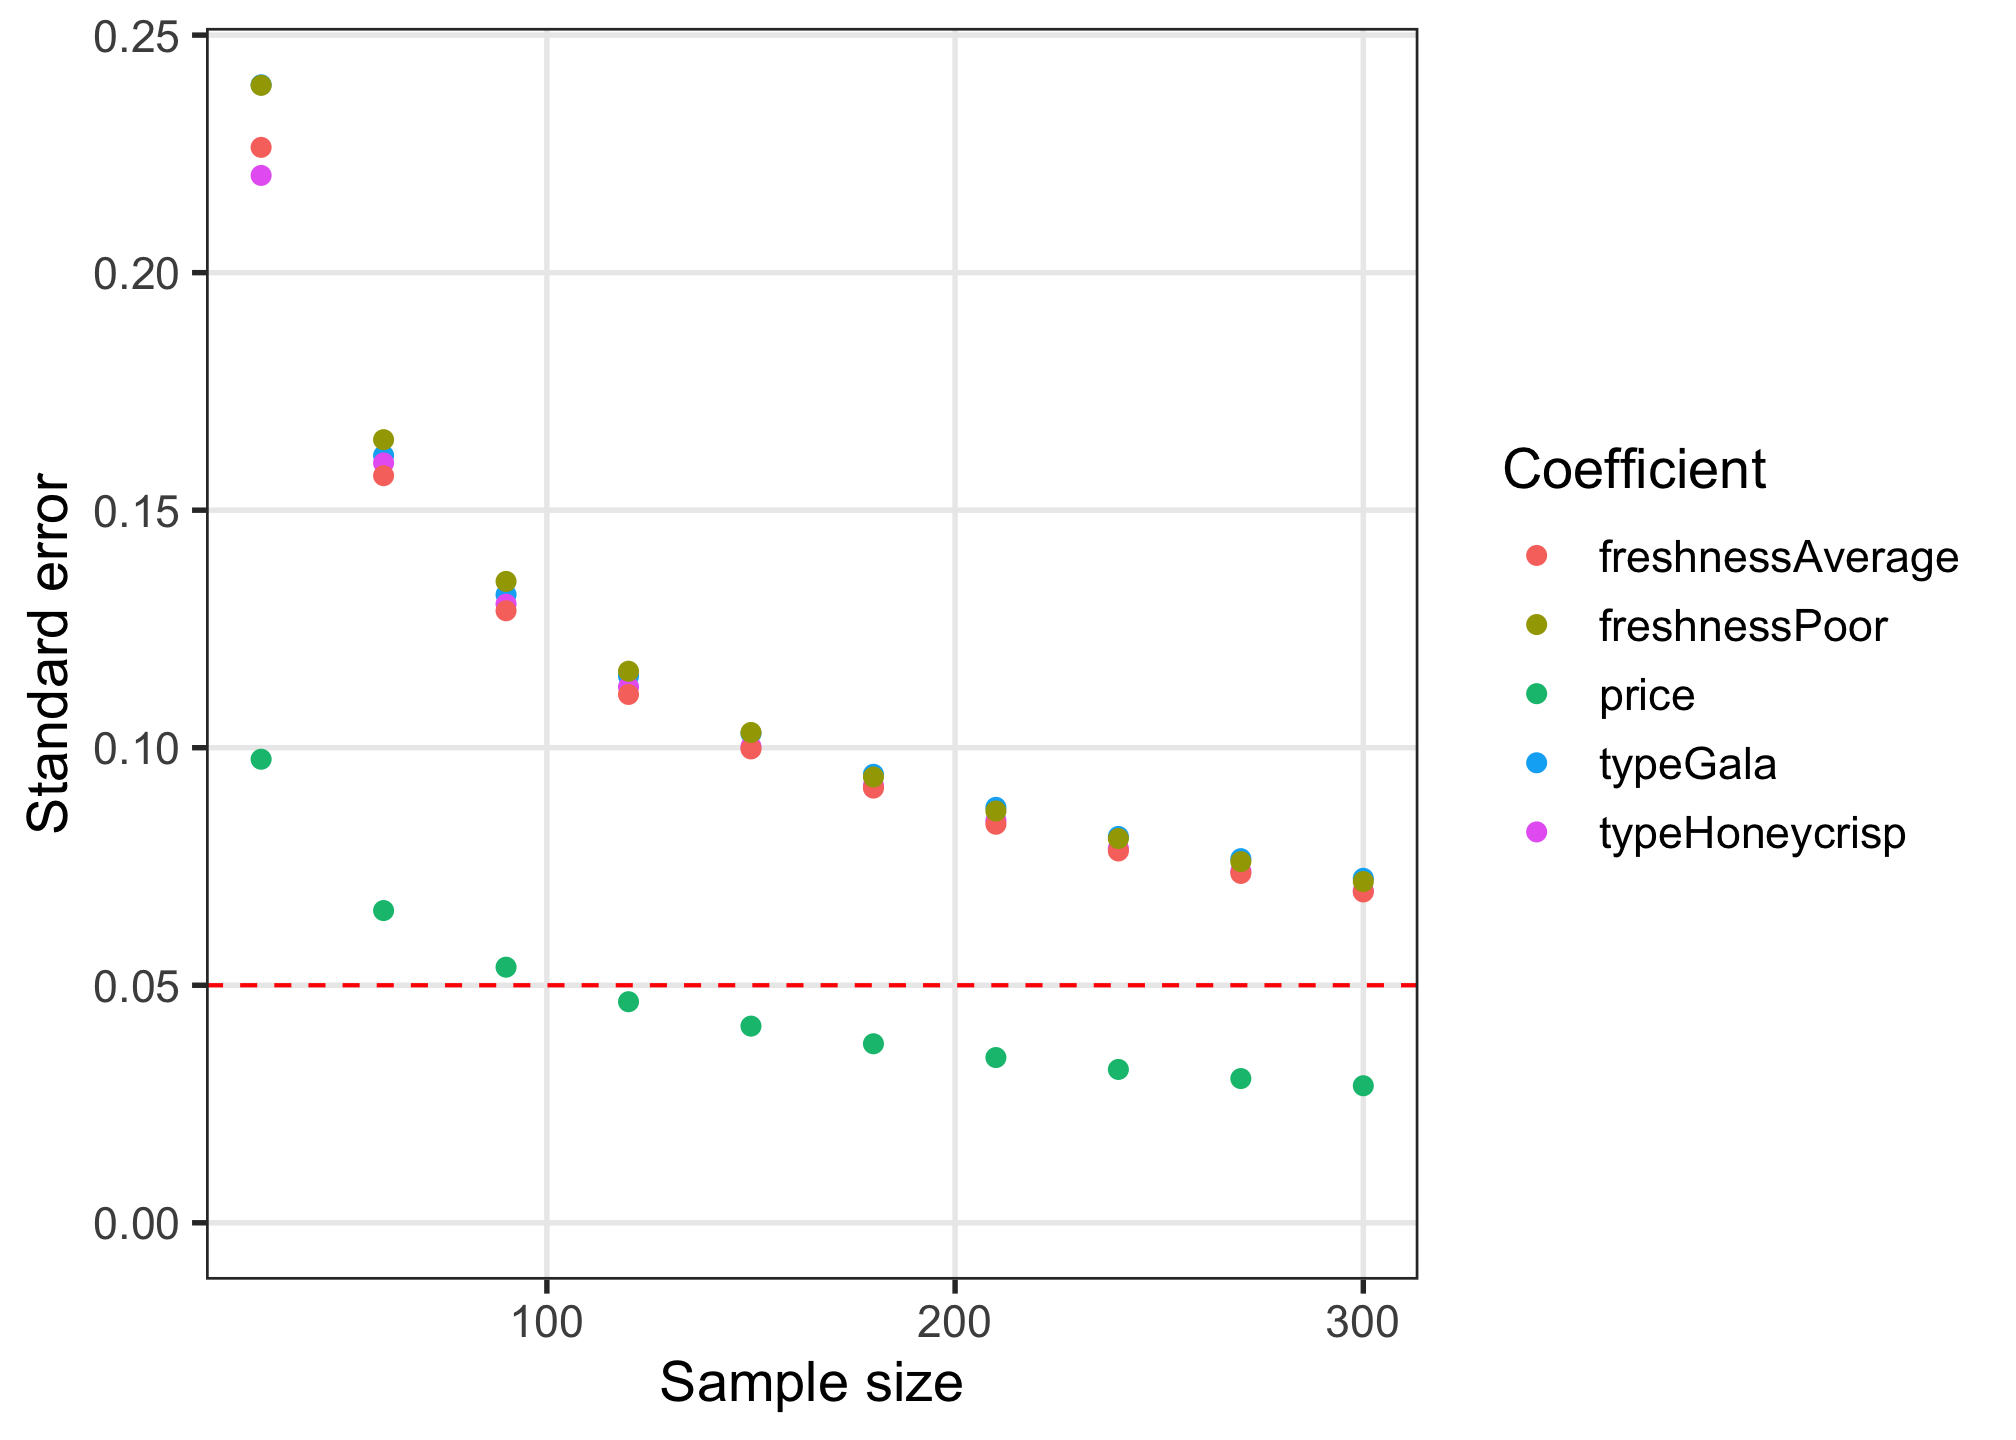 0.25
0.20
0.15
0.10
0.05
0.00
Standard error
100 200 300
Sample size
Coefficient
freshnessAverage
freshnessPoor
price
typeGala
typeHoneycrisp